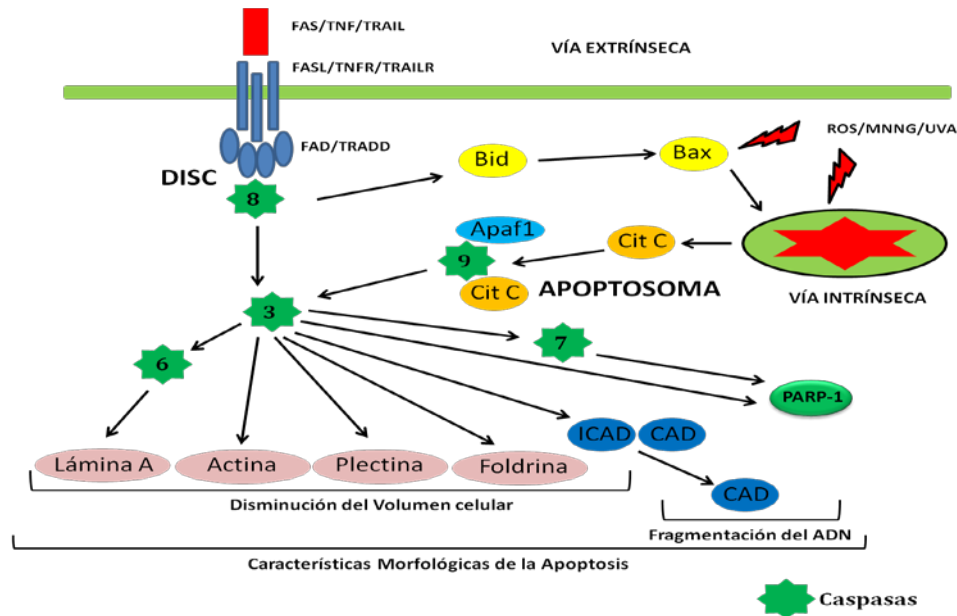 FAS/TNF/TRAIL
VÍA EXTRÍNSECA
FASL/TNFR/TRAILR
ROS/MNNG/UVA
FAD/TRADD
Bid
Bax
DISC
8
Apaf1
Cit C
9
Cit C
APOPTOSOMA
VÍA INTRÍNSECA
3
7
6
PARP-1
ICAD
CAD
Lámina A
Actina
Plectina
Foldrina
CAD
Disminución del Volumen celular
Fragmentación del ADN
Características Morfológicas de la Apoptosis
Caspasas